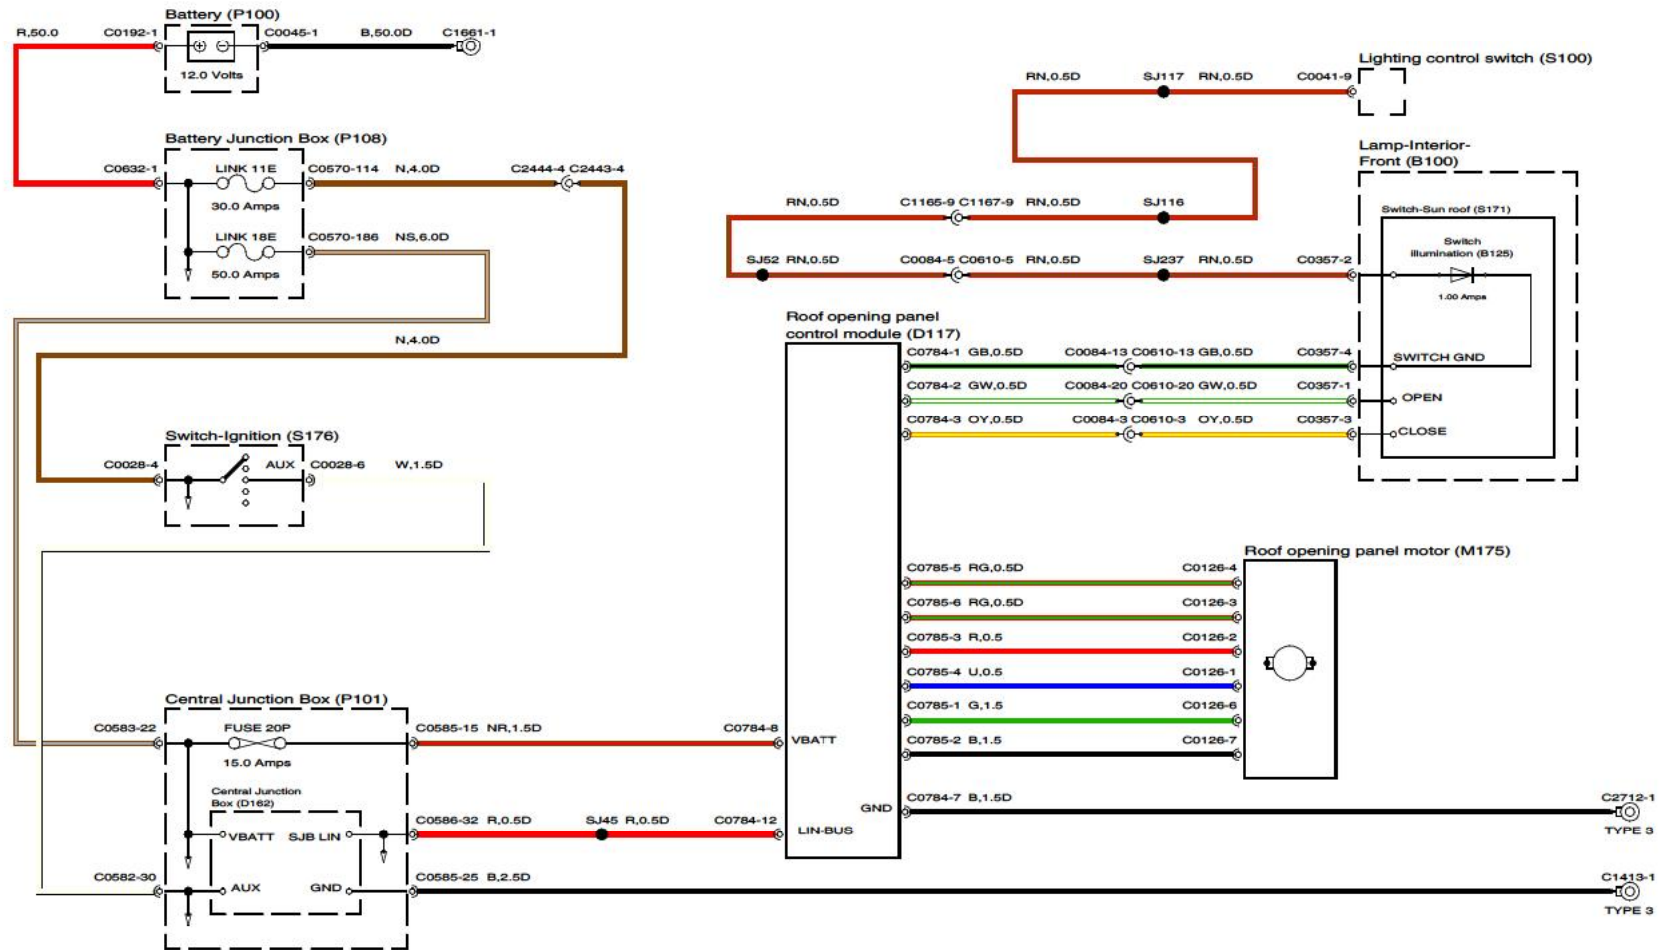 Battery (P100)
R,50.0 C0192-1 C0045-1 B,50.0D C1661-1
12.0 Volts
Lighting control switch (S100)
RN,0.5D SJ117 RN,0.5D C0041-9
Battery Junction Box (P108)
Lamp-Interior-
Front (B100)
C0632-1 LINK 11E C0570-114 N,4.0D C2444-4 C2443-4
30.0 Amps
RN,0.5D C1165-9 C1167-9 RN,0.5D SJ116
Switch-Sun roof (S171)
LINK 18E C0570-186 NS,6.0D
50.0 Amps
Switch
illumination (B125)
SJ52 RN,0.5D C0084-5 C0610-5 RN,0.5D SJ237 RN,0.5D C0357-2
1.00 Amps
Roof opening panel
control module (D117)
N,4.0D
C0784-1 GB,0.5D C0084-13 C0610-13 GB,0.5D C0357-4 SWITCH GND
C0784-2 GW,0.5D C0084-20 C0610-20 GW,0.5D C0357-1 OPEN
C0784-3 OY,0.5D C0084-3 C0610-3 OY,0.5D C0357-3 CLOSE
Switch-Ignition (S176)
C0028-4 AUX C0028-6 W,1.5D
Roof opening panel motor (M175)
C0785-5 RG,0.5D C0126-4
C0785-6 RG,0.5D C0126-3
C0785-3 R,0.5 C0126-2
C0785-4 U,0.5 C0126-1
C0785-1 G,1.5 C0126-6
C0785-2 B,1.5 C0126-7
Central Junction Box (P101)
C0583-22 FUSE 20P C0585-15 NR,1.5D C0784-8 VBATT
15.0 Amps
Central Junction
Box (D162)
GND C0784-7 B,1.5D C2712-1
TYPE 3
VBATT SJB LIN C0586-32 R,0.5D SJ45 R,0.5D C0784-12 LIN-BUS
C0582-30 AUX GND C0585-25 B,2.5D C1413-1
TYPE 3